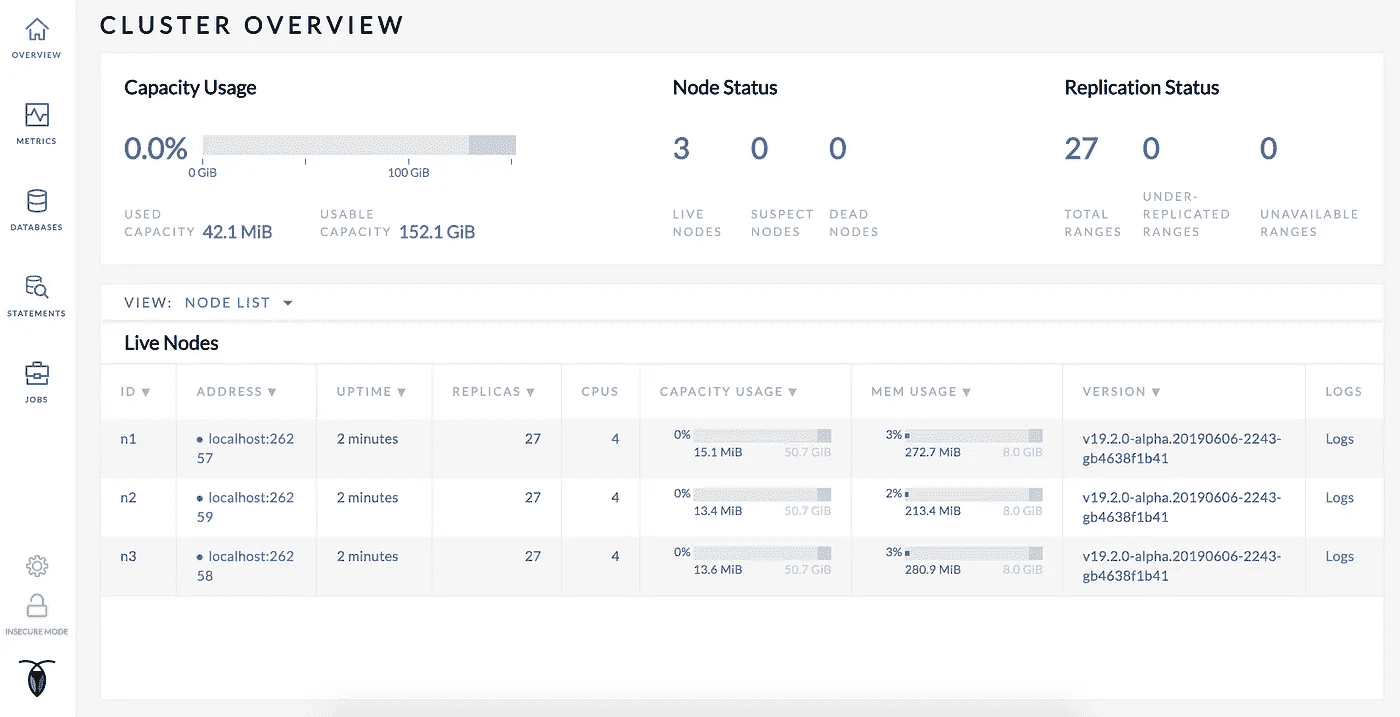 CLUSTER OVERVIEW
OVERVIEW
METRICS
DATABASES
STATEMENTS
JOBS
INSECURE MODE
Capacity Usage
0.0%
0 GiB
100 GiB
USED
CAPACITY 42.1 MiB
USABLE
CAPACITY 152.1 GiB
Node Status
3 0 0
LIVE
NODES
SUSPECT
NODES
DEAD
NODES
Replication Status
27 0 0
TOTAL
RANGES
UNDER-
REPLICATED
RANGES
UNAVAILABLE
RANGES
VIEW: NODE LIST
Live Nodes
ID ADDRESS UPTIME REPLICAS CPUS CAPACITY USAGE MEM USAGE VERSION LOGS
n1 localhost:262 2 minutes 27 4 0% 3% v19.2.0-alpha.20190606-2243- Logs
57 15.1 MiB 50.7 GiB 272.7 MiB 8.0 GiB gb4638f1b41
n2 localhost:262 2 minutes 27 4 0% 2% v19.2.0-alpha.20190606-2243- Logs
59 13.4 MiB 50.7 GiB 213.4 MiB 8.0 GiB gb4638f1b41
n3 localhost:262 2 minutes 27 4 0% 3% v19.2.0-alpha.20190606-2243- Logs
58 13.6 MiB 50.7 GiB 280.9 MiB 8.0 GiB gb4638f1b41